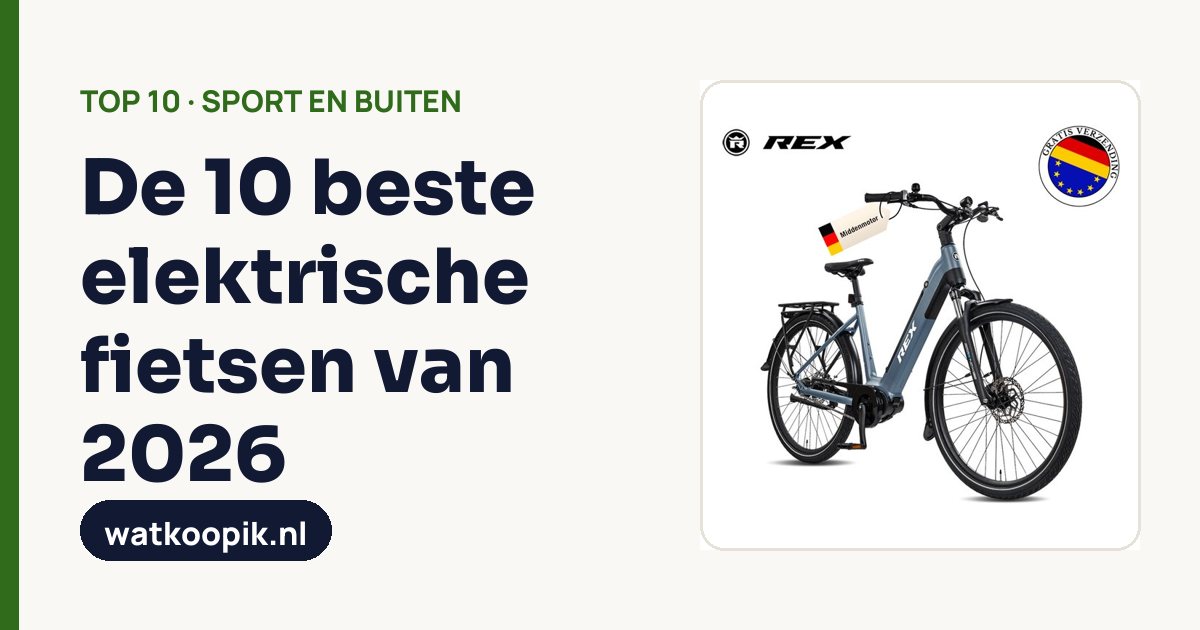 TOP 10 · SPORT EN BUITEN
De 10 beste
elektrische
fietsen van
2026
watkoopik.nl
R REX
GRATIS VERZENDING
Middenmotor
REX